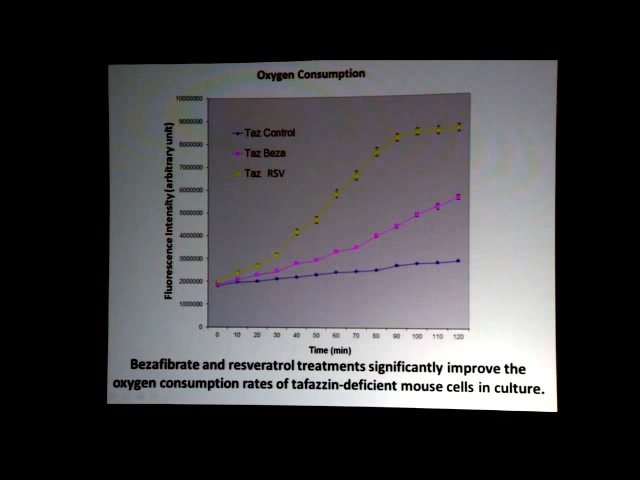 Oxygen Consumption
Fluorescence Intensity (arbitrary unit)
10000000
9000000
8000000
7000000
6000000
5000000
4000000
3000000
2000000
1000000
0
Taz Control
Taz Beza
Taz RSV
0 10 20 30 40 50 60 70 80 90 100 110 120
Time (min)
Bezafibrate and resveratrol treatments significantly improve the
oxygen consumption rates of tafazzin-deficient mouse cells in culture.